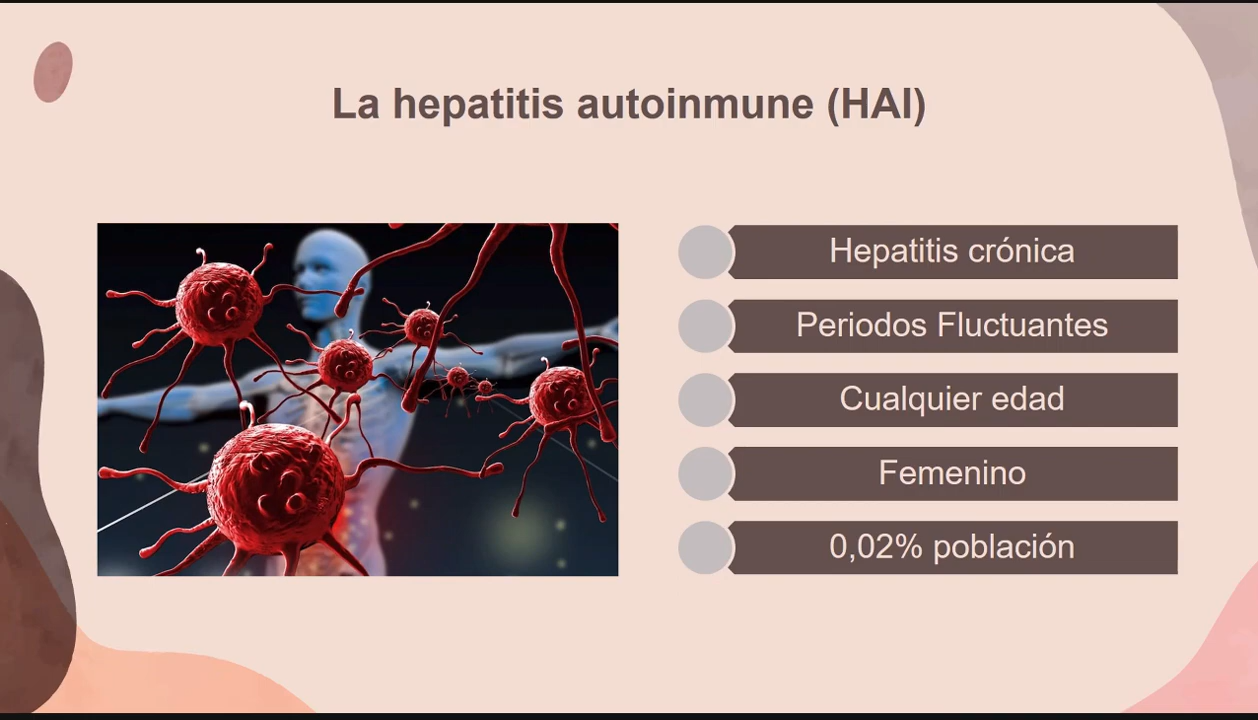 La hepatitis autoinmune (HAI)
Hepatitis crónica
Periodos Fluctuantes
Cualquier edad
Femenino
0,02% población